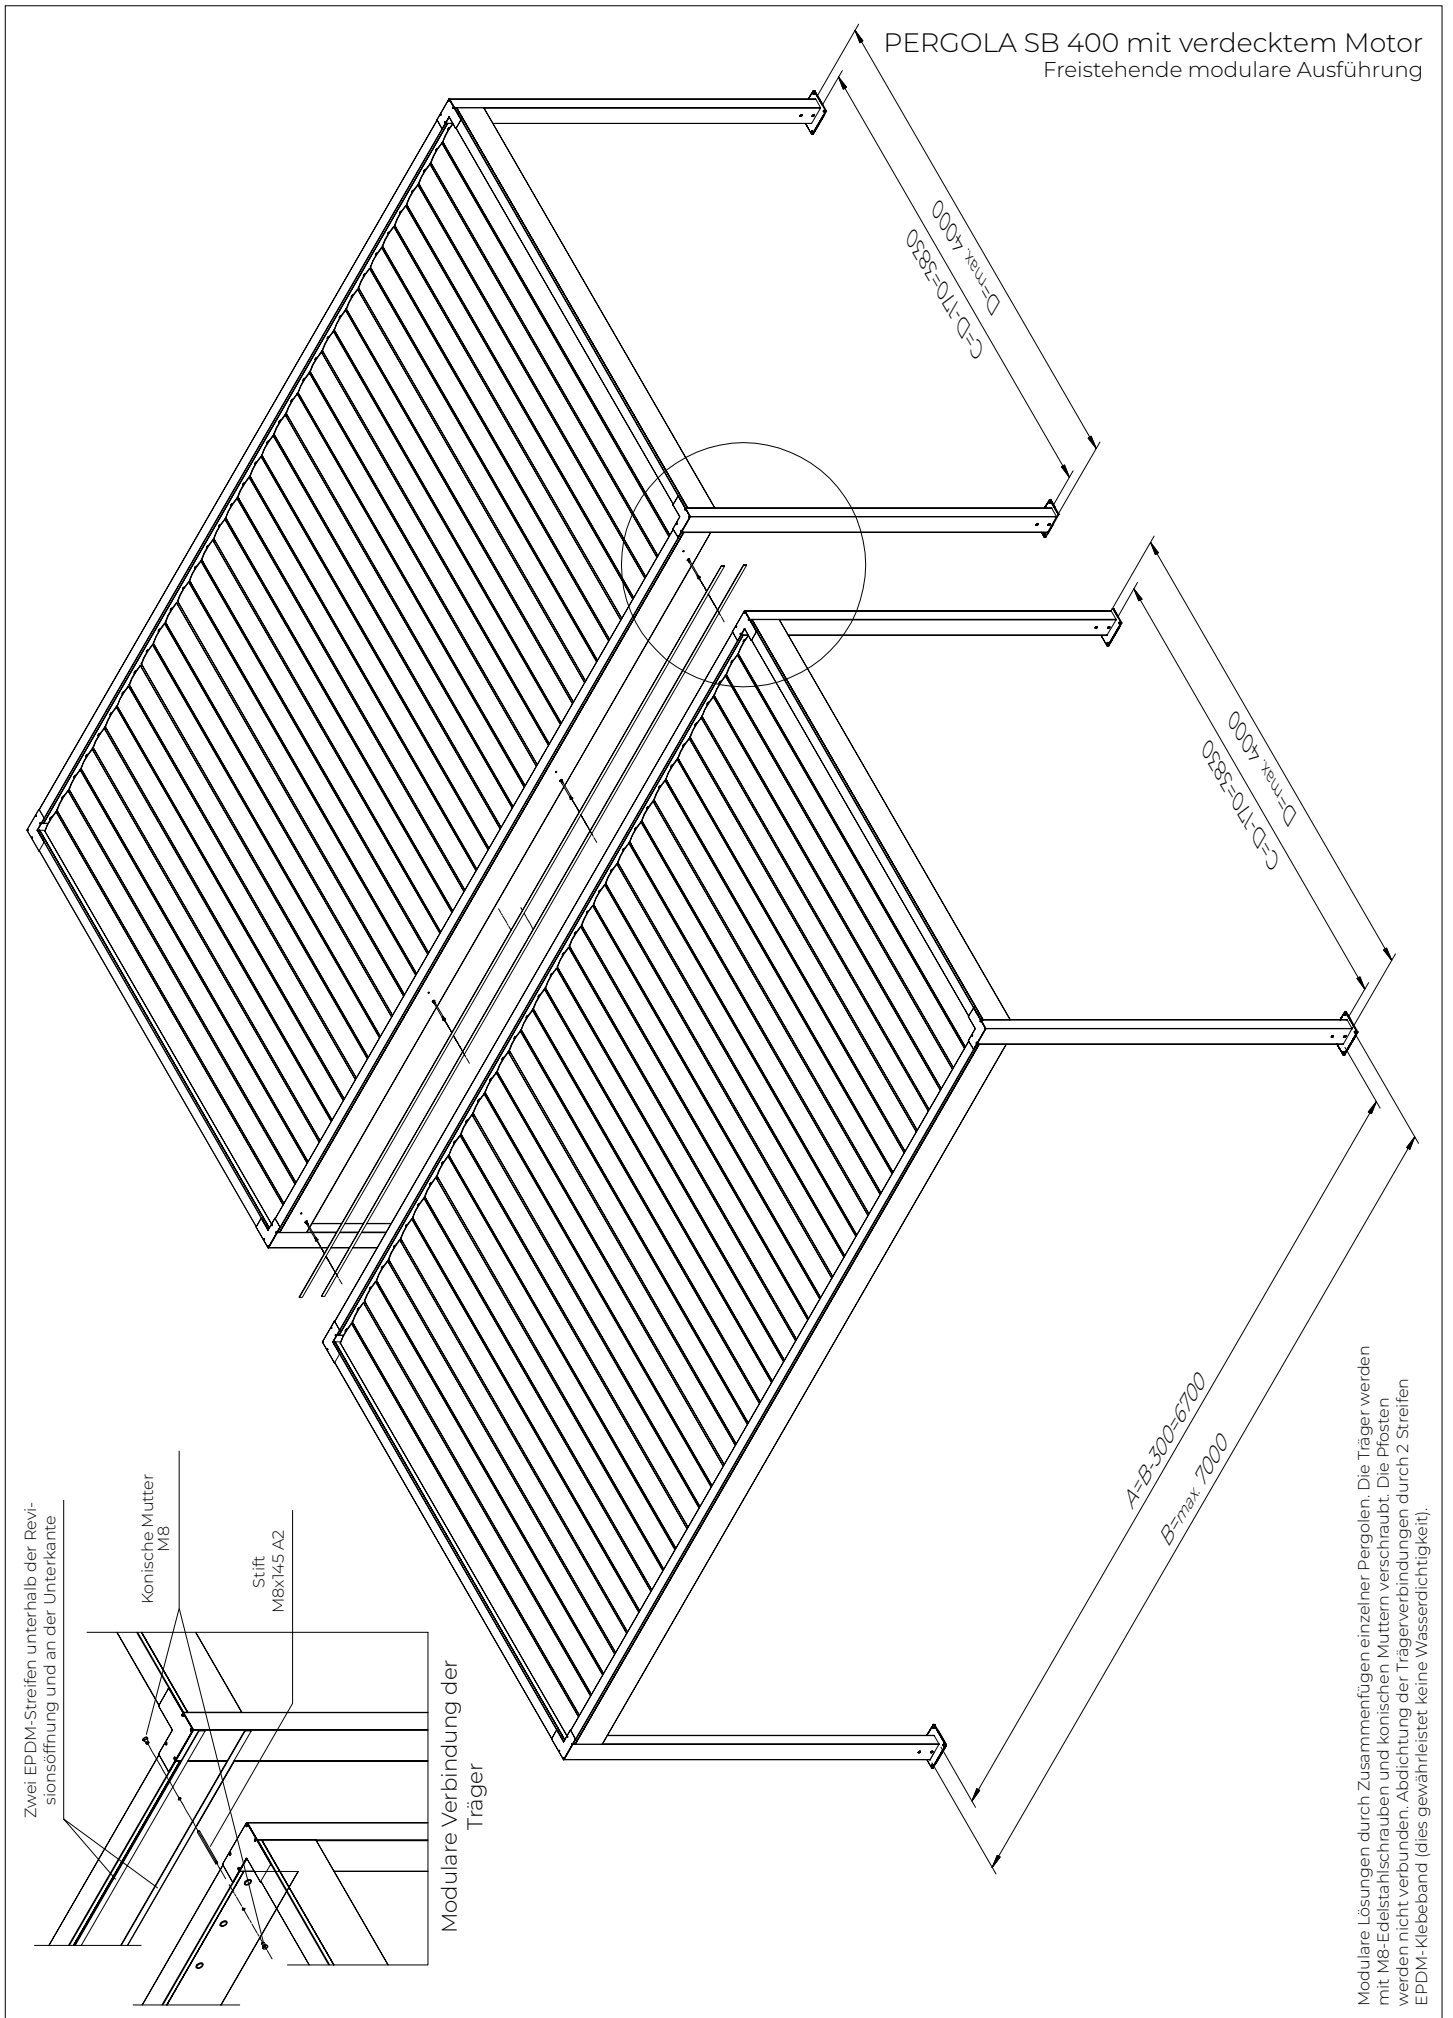 PERGOLA SB 400 mit verdecktem Motor
Freistehende modulare Ausführung
D=max. 4000
C=D-170=3830
D=max. 4000
C=D-170=3830
A=B-300=6700
B=max. 7000
Zwei EPDM-Streifen unterhalb der Revi-
sionsöffnung und an der Unterkante
Konische Mutter
M8
Stift
M8x145 A2
Modulare Verbindung der
Träger
Modulare Lösungen durch Zusammenfügen einzelner Pergolen. Die Träger werden
mit M8-Edelstahlschrauben und konischen Muttern verschraubt. Die Pfosten
werden nicht verbunden. Abdichtung der Trägerverbindungen durch 2 Streifen
EPDM-Klebeband (dies gewährleistet keine Wasserdichtigkeit).